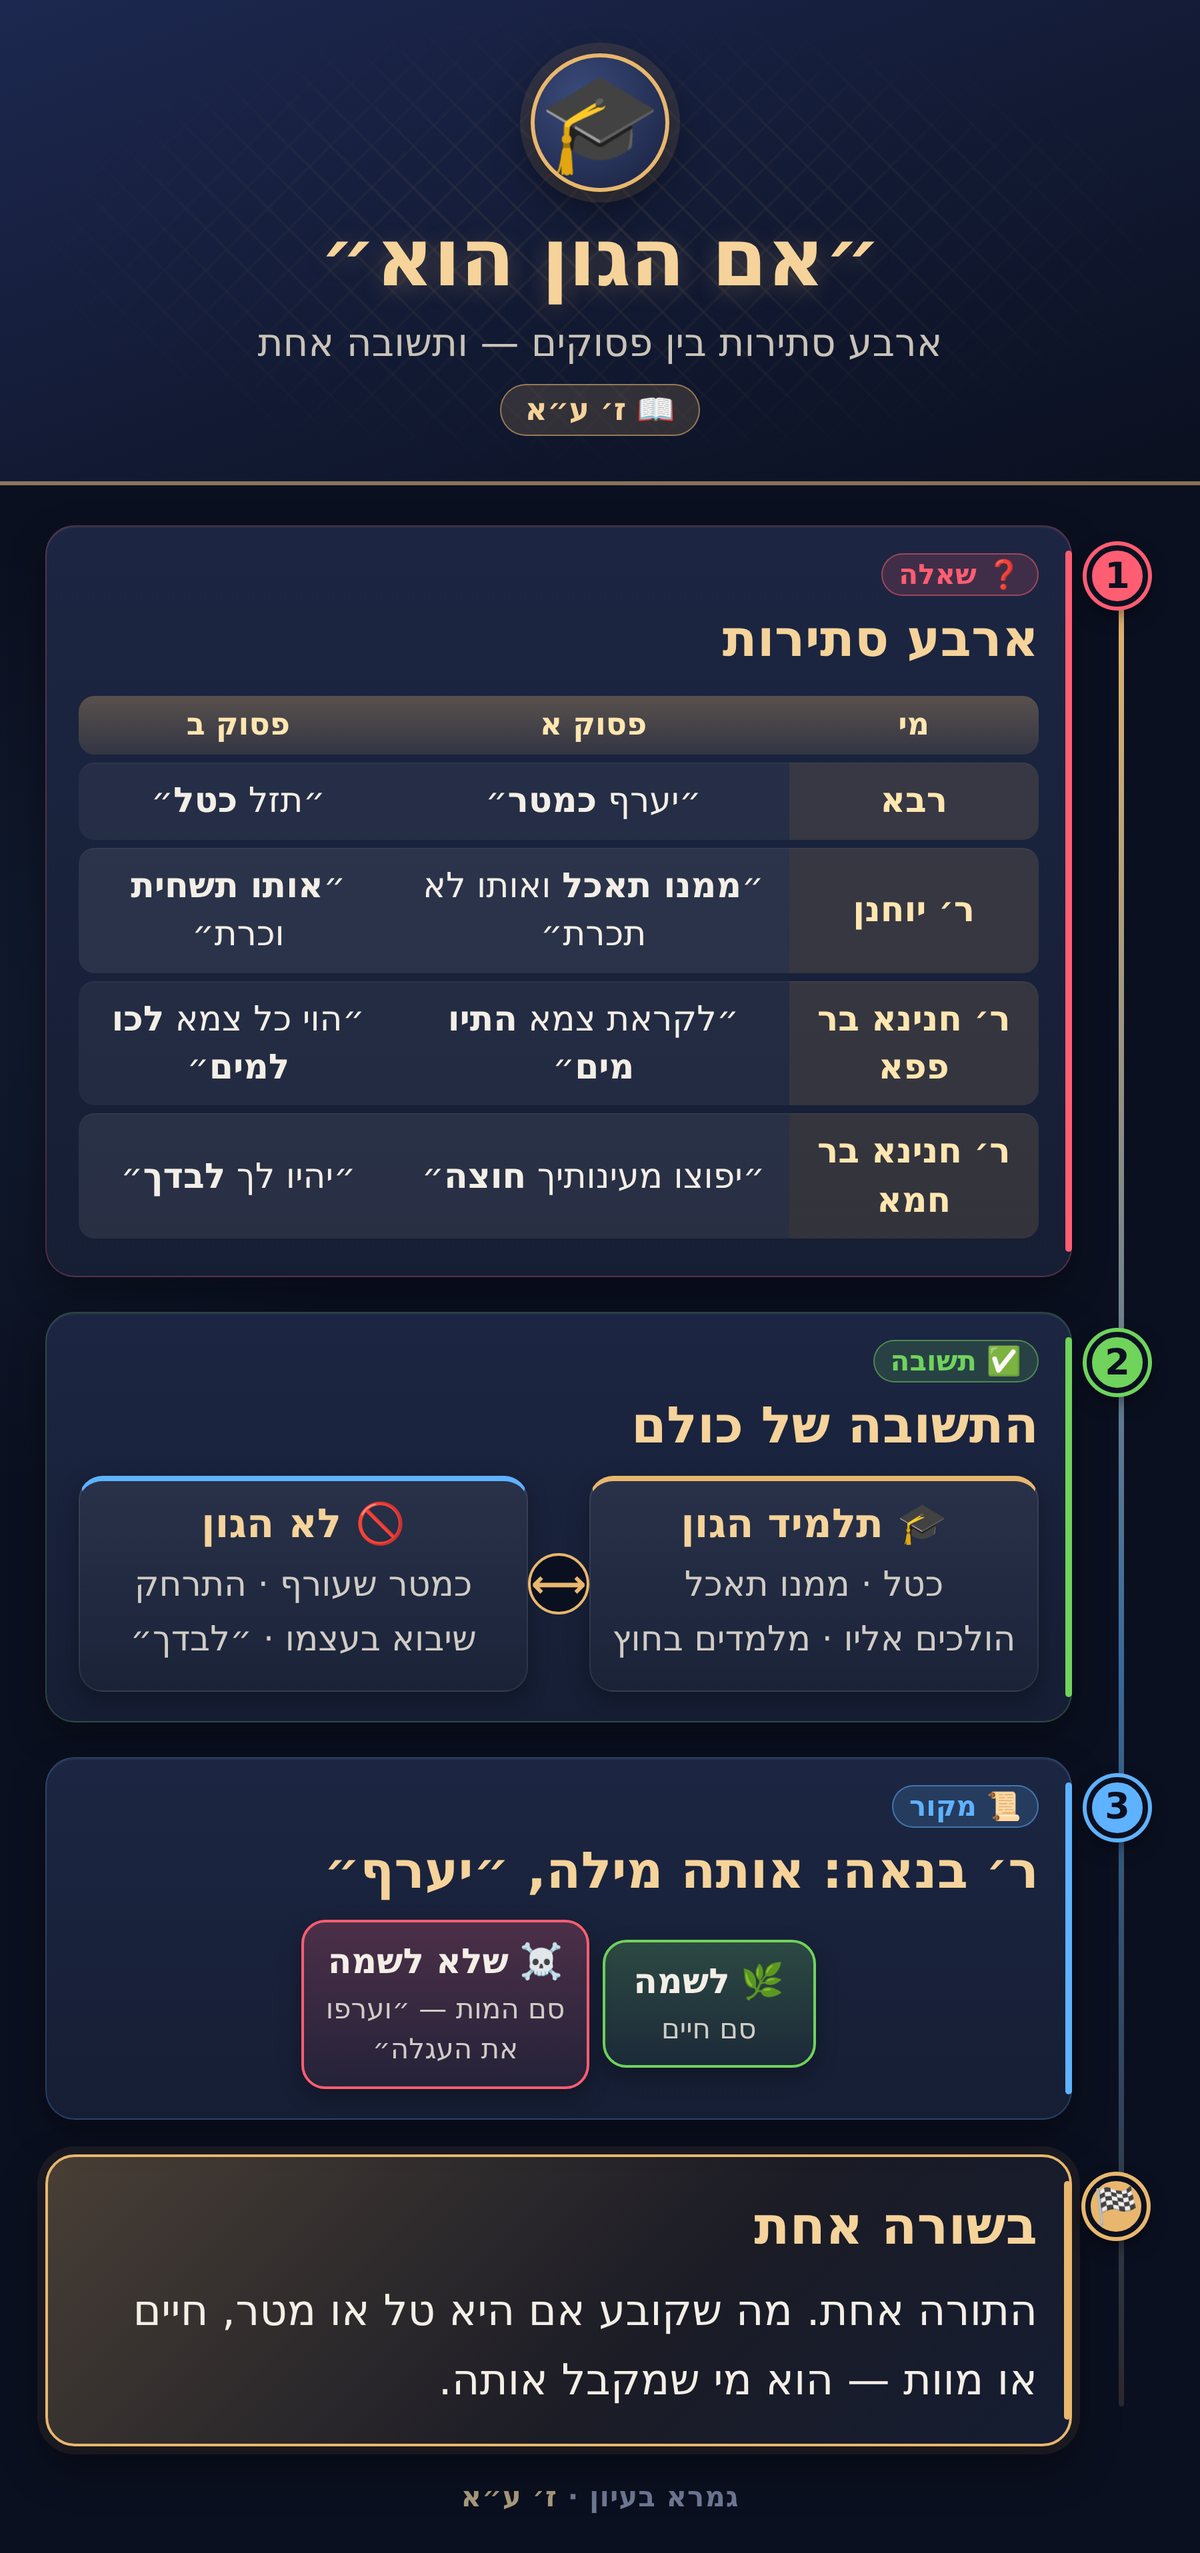 ״אם הגון הוא״
ארבע סתירות בין פסוקים — ותשובה אחת
📖 ז׳ ע״א
1
❓ שאלה
ארבע סתירות
מי פסוק א פסוק ב
רבא ״יערף כמטר״ ״תזל כטל״
ר׳ יוחנן ״ממנו תאכל ואותו לא תכרת״ ״אותו תשחית וכרת״
ר׳ חנינא בר פפא ״לקראת צמא התיו מים״ ״הוי כל צמא לכו למים״
ר׳ חנינא בר חמא ״יפוצו מעינותיך חוצה״ ״יהיו לך לבדך״
2
✅ תשובה
התשובה של כולם
🎓 תלמיד הגון
כטל · ממנו תאכל
הולכים אליו · מלמדים בחוץ
⟷
🚫 לא הגון
כמטר שעורף · התרחק
שיבוא בעצמו · ״לבדך״
3
📜 מקור
ר׳ בנאה: אותה מילה, ״יערף״
🌿 לשמה
סם חיים
☠️ שלא לשמה
סם המות — ״וערפו
את העגלה״
🏁
בשורה אחת
התורה אחת. מה שקובע אם היא טל או מטר, חיים
או מוות — הוא מי שמקבל אותה.
גמרא בעיון · ז׳ ע״א